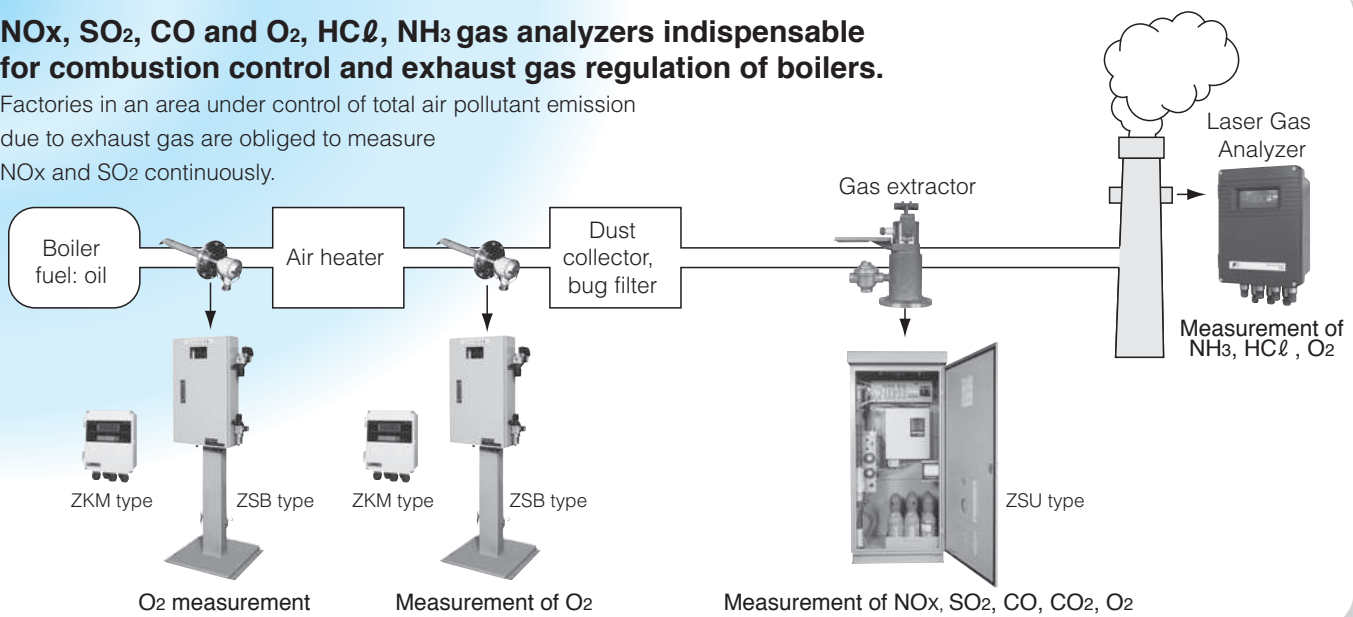 NOx, SO2, CO and O2, HCℓ, NH3 gas analyzers indispensable
for combustion control and exhaust gas regulation of boilers.
Factories in an area under control of total air pollutant emission
due to exhaust gas are obliged to measure
NOx and SO2 continuously.
Laser Gas
Analyzer
Gas extractor
Boiler
fuel: oil
Air heater
Dust
collector,
bug filter
Measurement of
NH3, HCℓ , O2
ZKM type
ZSB type
ZKM type
ZSB type
ZSU type
O2 measurement
Measurement of O2
Measurement of NOx, SO2, CO, CO2, O2